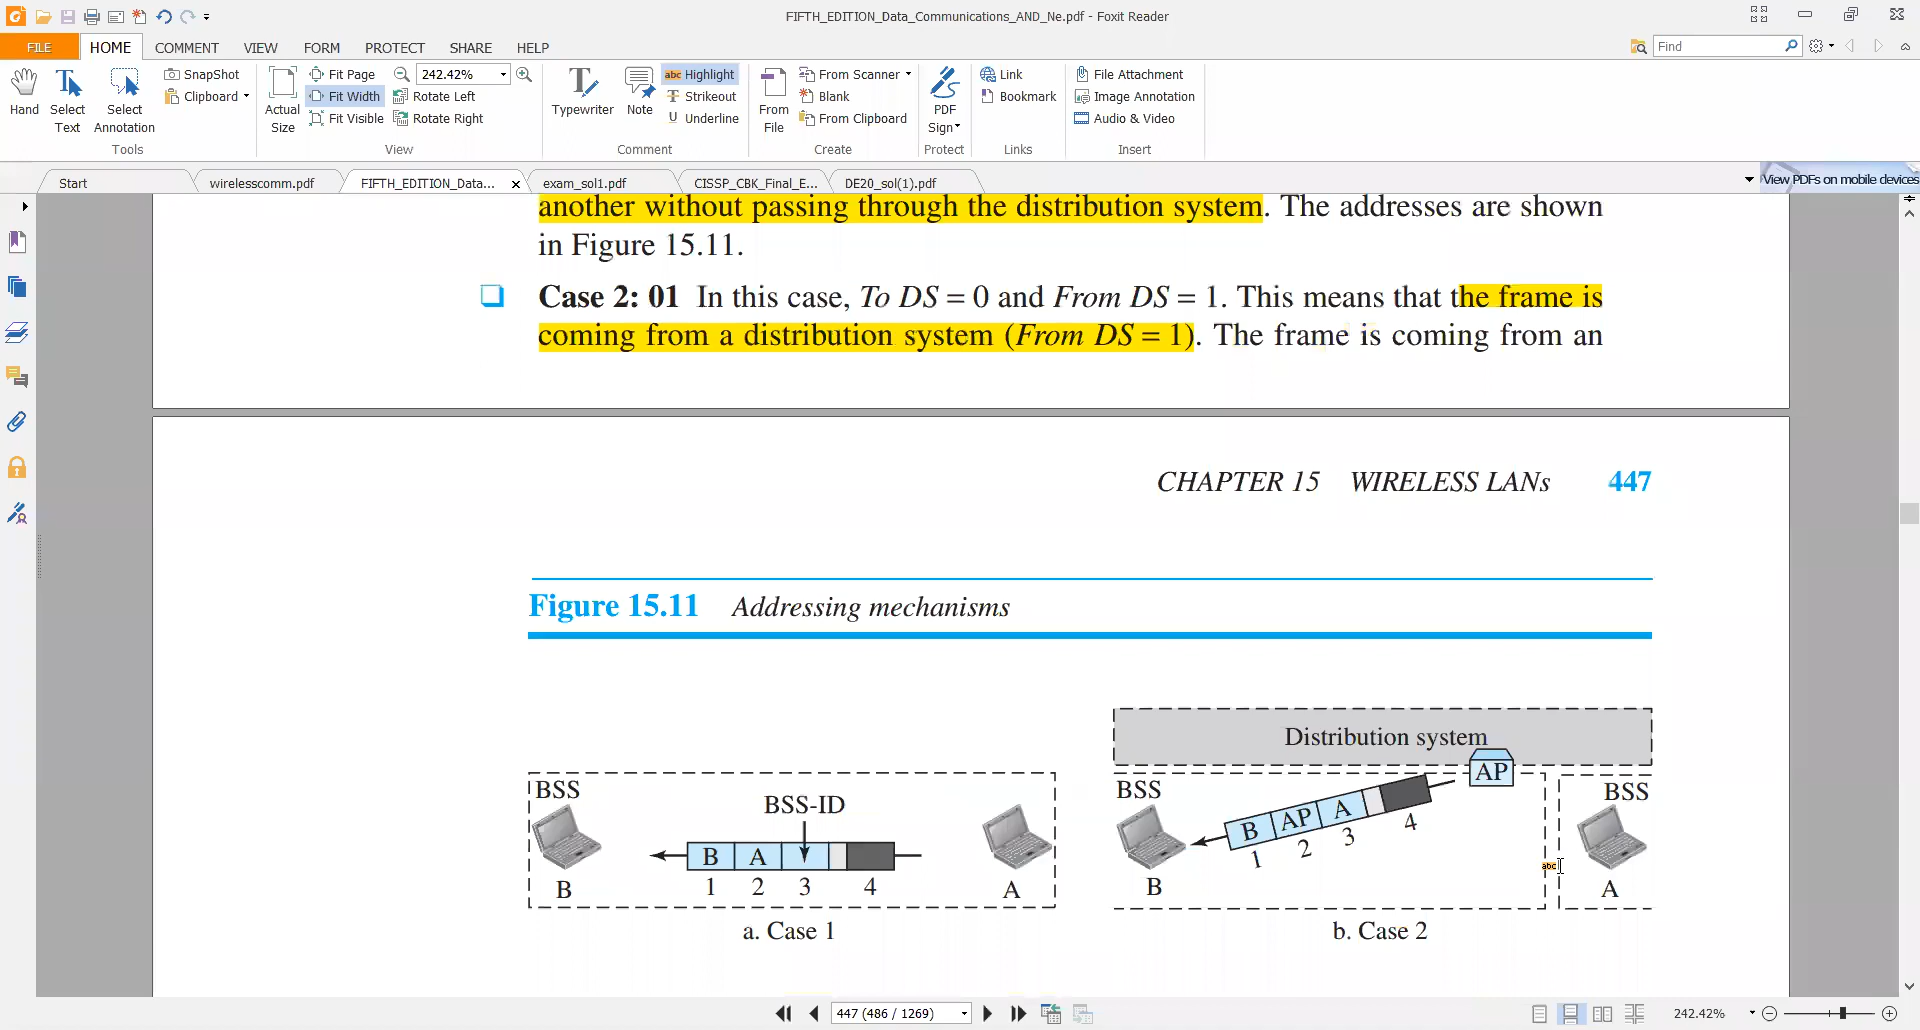 FIFTH_EDITION_Data_Communications_AND_Ne.pdf - Foxit Reader
FILE HOME COMMENT VIEW FORM PROTECT SHARE HELP
Find
Hand
Select Text
Select Annotation
SnapShot
Clipboard
Tools
Actual Size
Fit Page
Fit Width
Fit Visible
242.42%
Rotate Left
Rotate Right
View
Typewriter
Note
abc Highlight
T Strikeout
U Underline
Comment
From File
From Scanner
Blank
From Clipboard
Create
PDF Sign
Protect
Link
Bookmark
Links
File Attachment
Image Annotation
Audio & Video
Insert
Start wirelesscomm.pdf FIFTH_EDITION_Data... exam_sol1.pdf CISSP_CBK_Final_E... DE20_sol(1).pdf View PDFs on mobile devices
another without passing through the distribution system. The addresses are shown
in Figure 15.11.
Case 2: 01 In this case, To DS = 0 and From DS = 1. This means that the frame is
coming from a distribution system (From DS = 1). The frame is coming from an
CHAPTER 15 WIRELESS LANs 447
Figure 15.11 Addressing mechanisms
BSS
BSS-ID
B A
1 2 3 4
B
A
a. Case 1
Distribution system
AP
BSS
BSS
B AP A
1 2 3 4
abc
B
A
b. Case 2
447 (486 / 1269)
242.42%